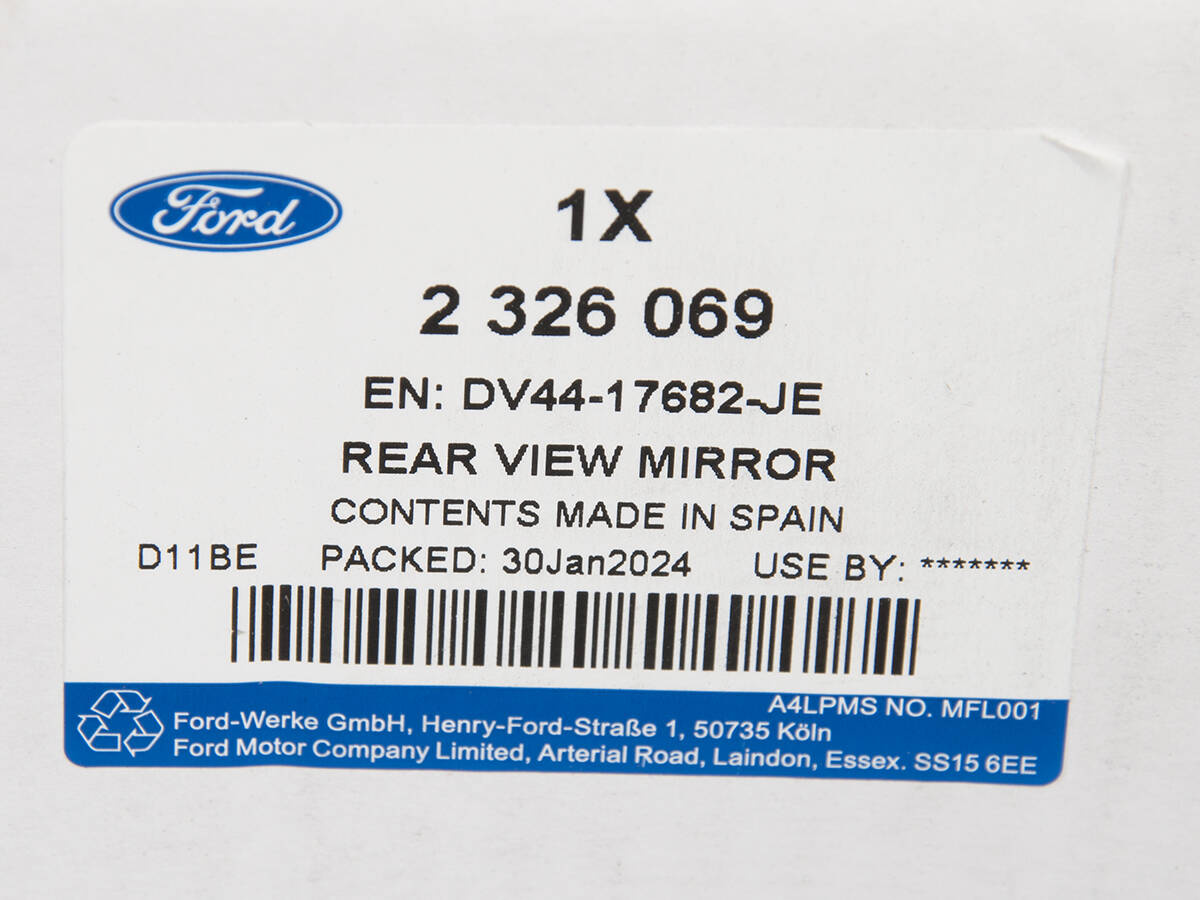 Ford
1X
2 326 069
EN: DV44-17682-JE
REAR VIEW MIRROR
CONTENTS MADE IN SPAIN
D11BE PACKED: 30Jan2024 USE BY: *******
A4LPMS NO. MFL001
Ford-Werke GmbH, Henry-Ford-Straße 1, 50735 Köln
Ford Motor Company Limited, Arterial Road, Laindon, Essex. SS15 6EE